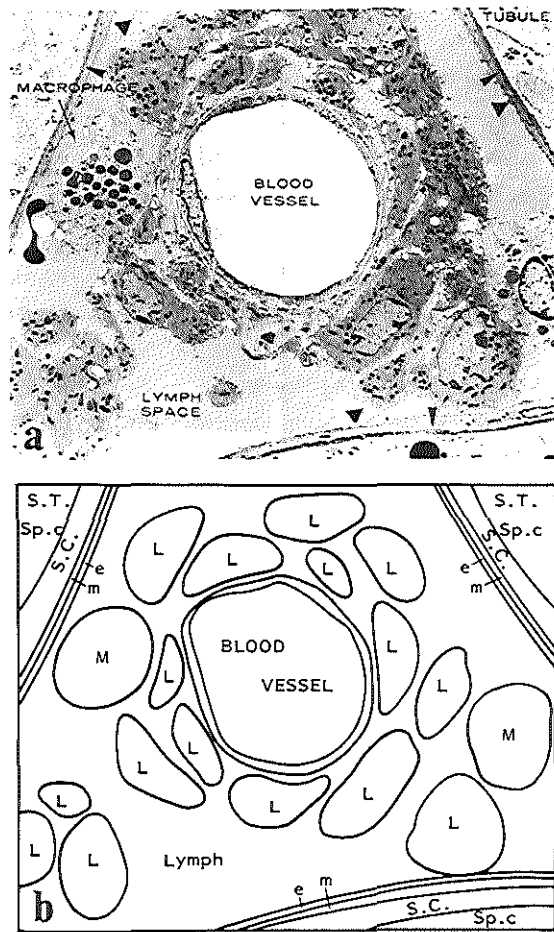 TUBULE
MACROPHAGE
BLOOD
VESSEL
LYMPH
SPACE
a
S.T.
Sp.c
S.C.
e
m
L
L
L
L
L
S.T.
Sp.c
S.C.
e
m
M
L
BLOOD
VESSEL
L
L
M
L
L
L
L
L
L
L
L
Lymph
e
m
S.C.
Sp.c
b